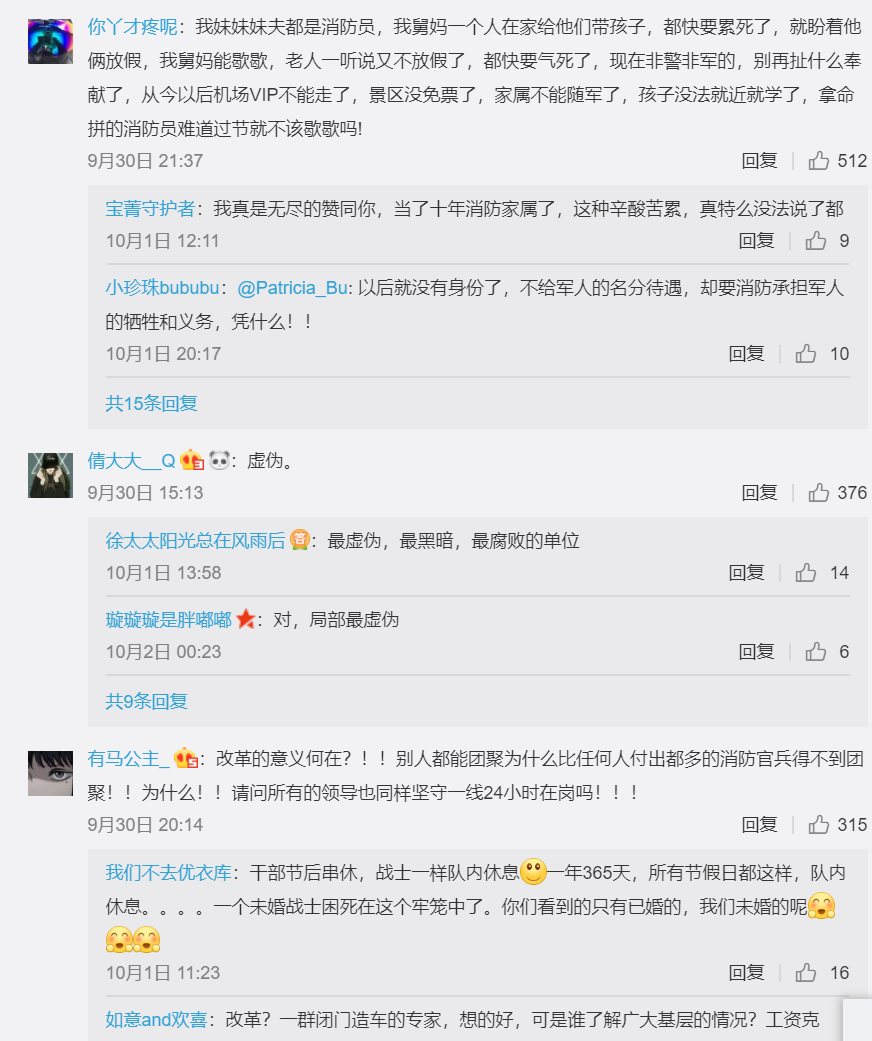 你丫才疼呢：我妹妹妹夫都是消防员，我舅妈一个人在家给他们带孩子，都快要累死了，就盼着他
俩放假，我舅妈能歇歇，老人一听说又不放假了，都快要气死了，现在非警非军的，别再扯什么奉
献了，从今以后机场VIP不能走了，景区没免票了，家属不能随军了，孩子没法就近就学了，拿命
拼的消防员难道过节就不该歇歇吗!
9月30日 21:37 回复 512
宝菁守护者：我真是无尽的赞同你，当了十年消防家属了，这种辛酸苦累，真特么没法说了都
10月1日 12:11 回复 9
小珍珠bububu：@Patricia_Bu: 以后就没有身份了，不给军人的名分待遇，却要消防承担军人
的牺牲和义务，凭什么！！
10月1日 20:17 回复 10
共15条回复
倩大大__Q：虚伪。
9月30日 15:13 回复 376
徐太太阳光总在风雨后 答：最虚伪，最黑暗，最腐败的单位
10月1日 13:58 回复 14
璇璇璇是胖嘟嘟：对，局部最虚伪
10月2日 00:23 回复 6
共9条回复
有马公主_：改革的意义何在？！！别人都能团聚为什么比任何人付出都多的消防官兵得不到团
聚！！为什么！！请问所有的领导也同样坚守一线24小时在岗吗！！！
9月30日 20:14 回复 315
我们不去优衣库：干部节后串休，战士一样队内休息一年365天，所有节假日都这样，队内
休息。。。。一个未婚战士困死在这个牢笼中了。你们看到的只有已婚的，我们未婚的呢
10月1日 11:23 回复 16
如意and欢喜：改革？一群闭门造车的专家，想的好，可是谁了解广大基层的情况？工资克